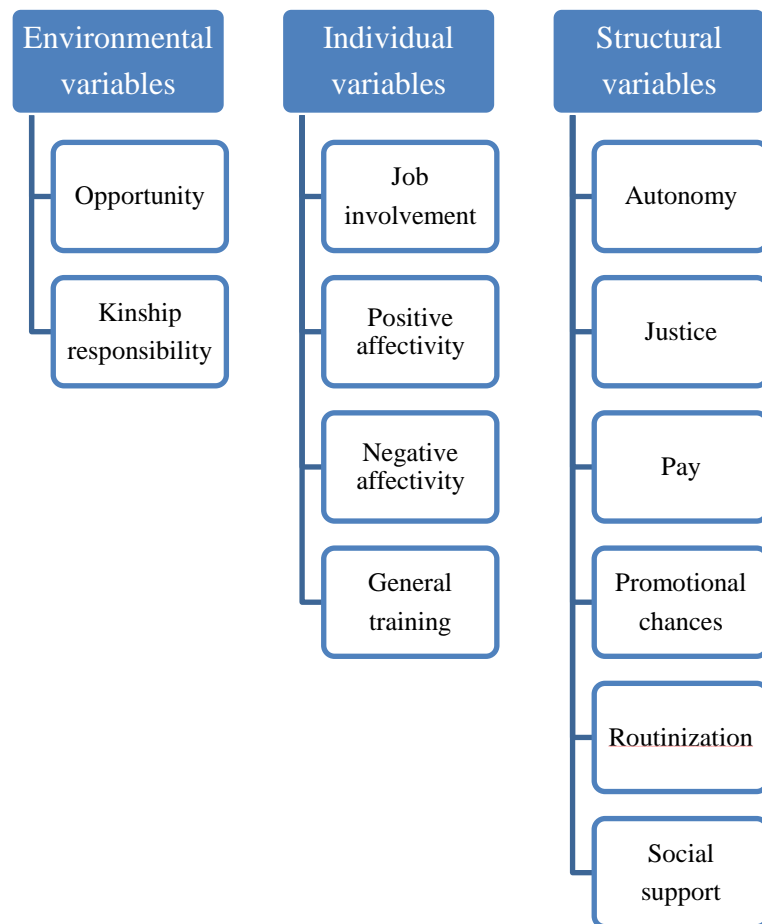 Environmental
variables
Opportunity
Kinship
responsibility
Individual
variables
Job
involvement
Positive
affectivity
Negative
affectivity
General
training
Structural
variables
Autonomy
Justice
Pay
Promotional
chances
Routinization
Social
support